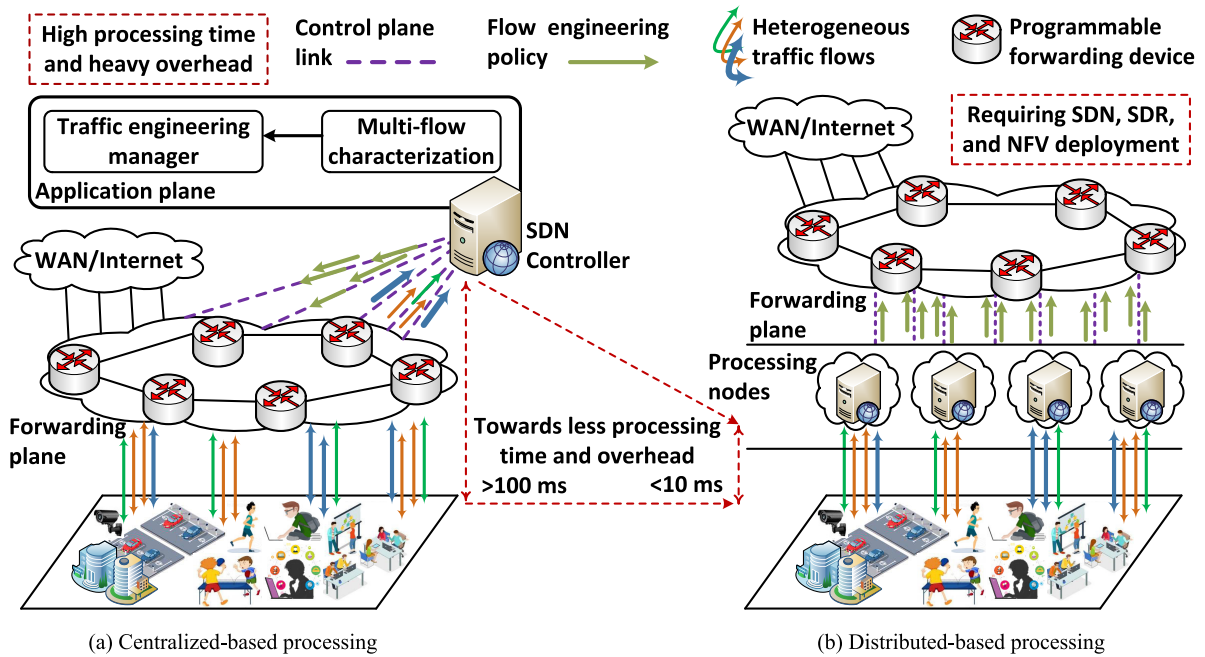 High processing time
and heavy overhead
Control plane
link
Flow engineering
policy
Heterogeneous
traffic flows
Programmable
forwarding device
Traffic engineering
manager
Multi-flow
characterization
Application plane
SDN
Controller
WAN/Internet
Forwarding
plane
Towards less processing
time and overhead
>100 ms
<10 ms
WAN/Internet
Requiring SDN, SDR,
and NFV deployment
Forwarding
plane
Processing
nodes
(a) Centralized-based processing
(b) Distributed-based processing